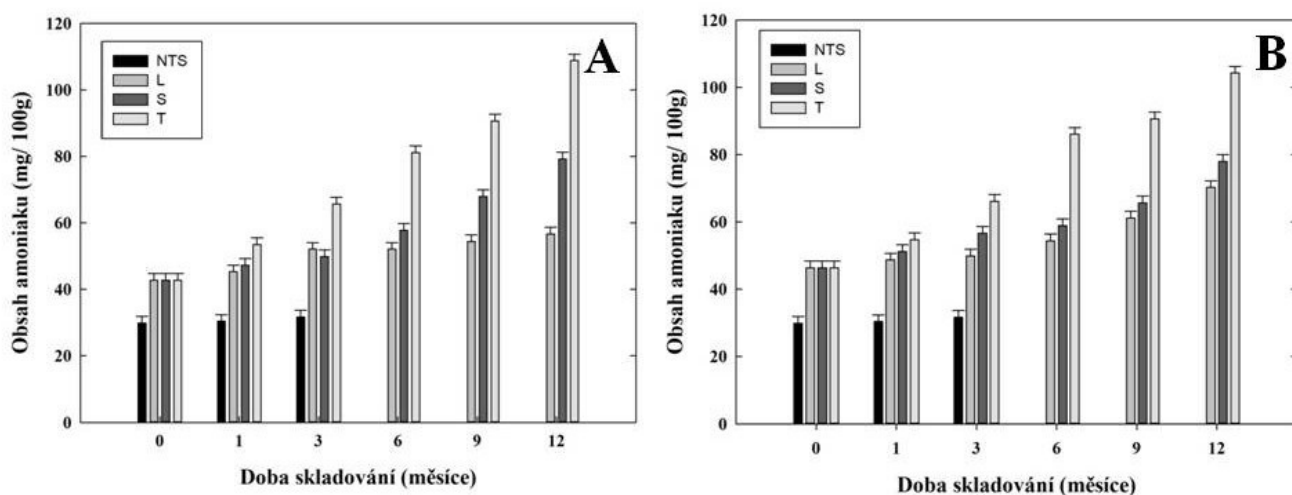 A
NTS
L
S
T
Obsah amoniaku (mg/ 100g)
120
100
80
60
40
20
0
0 1 3 6 9 12
Doba skladování (měsíce)
B
NTS
L
S
T
Obsah amoniaku (mg/ 100g)
120
100
80
60
40
20
0
0 1 3 6 9 12
Doba skladování (měsíce)